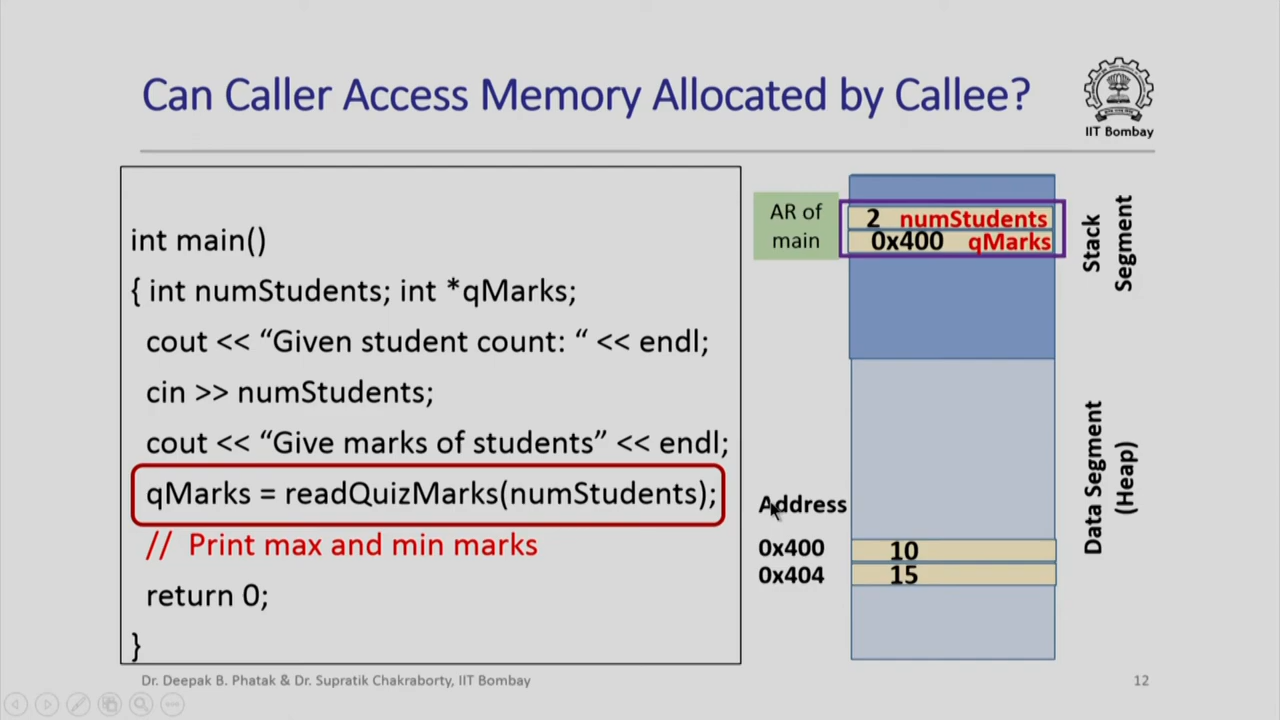 Can Caller Access Memory Allocated by Callee?
IIT Bombay
int main()
{ int numStudents; int *qMarks;
cout << “Given student count: “ << endl;
cin >> numStudents;
cout << “Give marks of students” << endl;
qMarks = readQuizMarks(numStudents);
// Print max and min marks
return 0;
}
AR of
main
2 numStudents
0x400 qMarks
Stack
Segment
Address
0x400 10
0x404 15
Data Segment
(Heap)
Dr. Deepak B. Phatak & Dr. Supratik Chakraborty, IIT Bombay
12